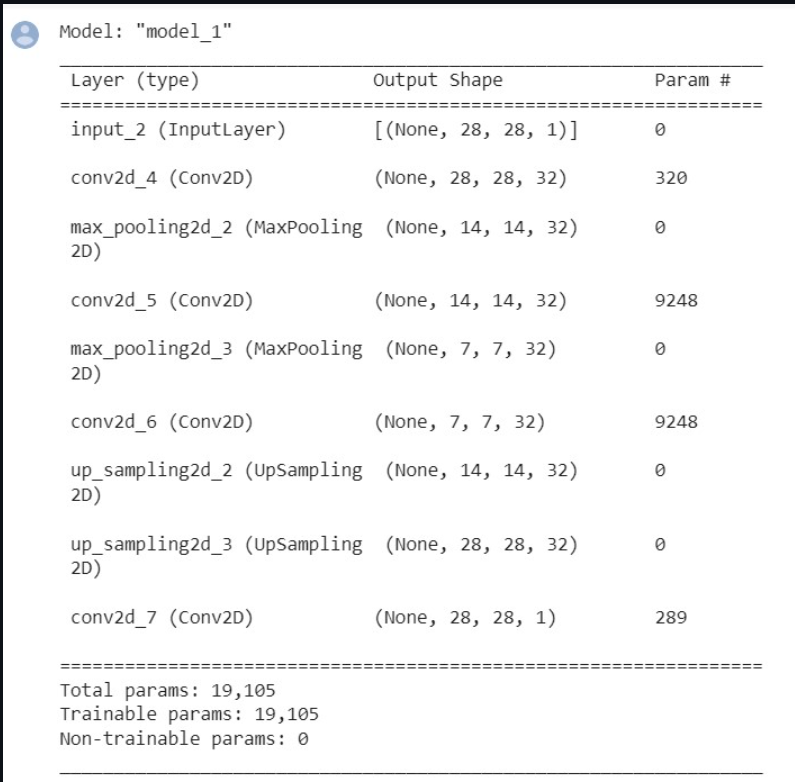 Model: "model_1"
Layer (type) Output Shape Param #
input_2 (InputLayer) [(None, 28, 28, 1)] 0
conv2d_4 (Conv2D) (None, 28, 28, 32) 320
max_pooling2d_2 (MaxPooling (None, 14, 14, 32) 0
2D)
conv2d_5 (Conv2D) (None, 14, 14, 32) 9248
max_pooling2d_3 (MaxPooling (None, 7, 7, 32) 0
2D)
conv2d_6 (Conv2D) (None, 7, 7, 32) 9248
up_sampling2d_2 (UpSampling (None, 14, 14, 32) 0
2D)
up_sampling2d_3 (UpSampling (None, 28, 28, 32) 0
2D)
conv2d_7 (Conv2D) (None, 28, 28, 1) 289
Total params: 19,105
Trainable params: 19,105
Non-trainable params: 0